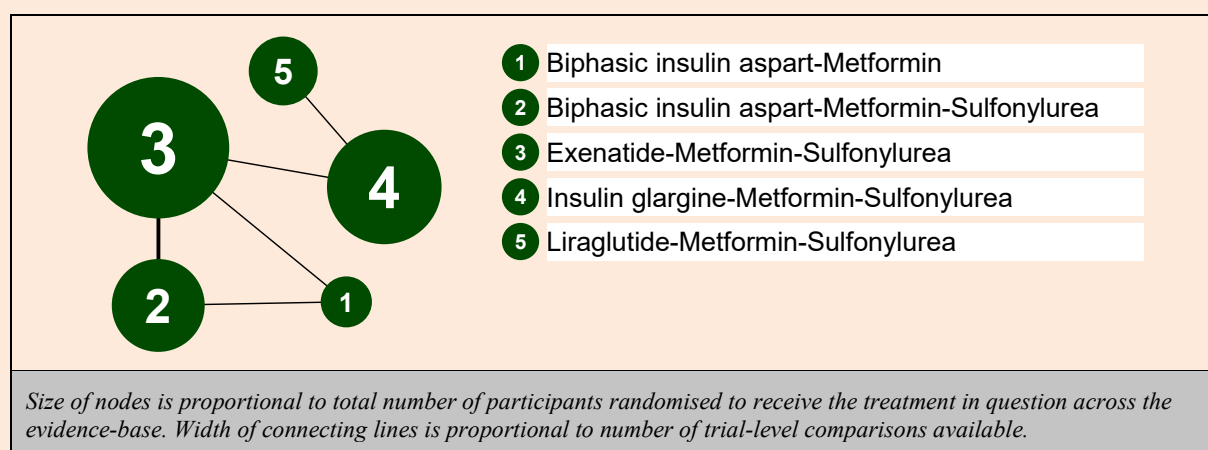 5
3
4
2
1
1 Biphasic insulin aspart-Metformin
2 Biphasic insulin aspart-Metformin-Sulfonylurea
3 Exenatide-Metformin-Sulfonylurea
4 Insulin glargine-Metformin-Sulfonylurea
5 Liraglutide-Metformin-Sulfonylurea
Size of nodes is proportional to total number of participants randomised to receive the treatment in question across the
evidence-base. Width of connecting lines is proportional to number of trial-level comparisons available.